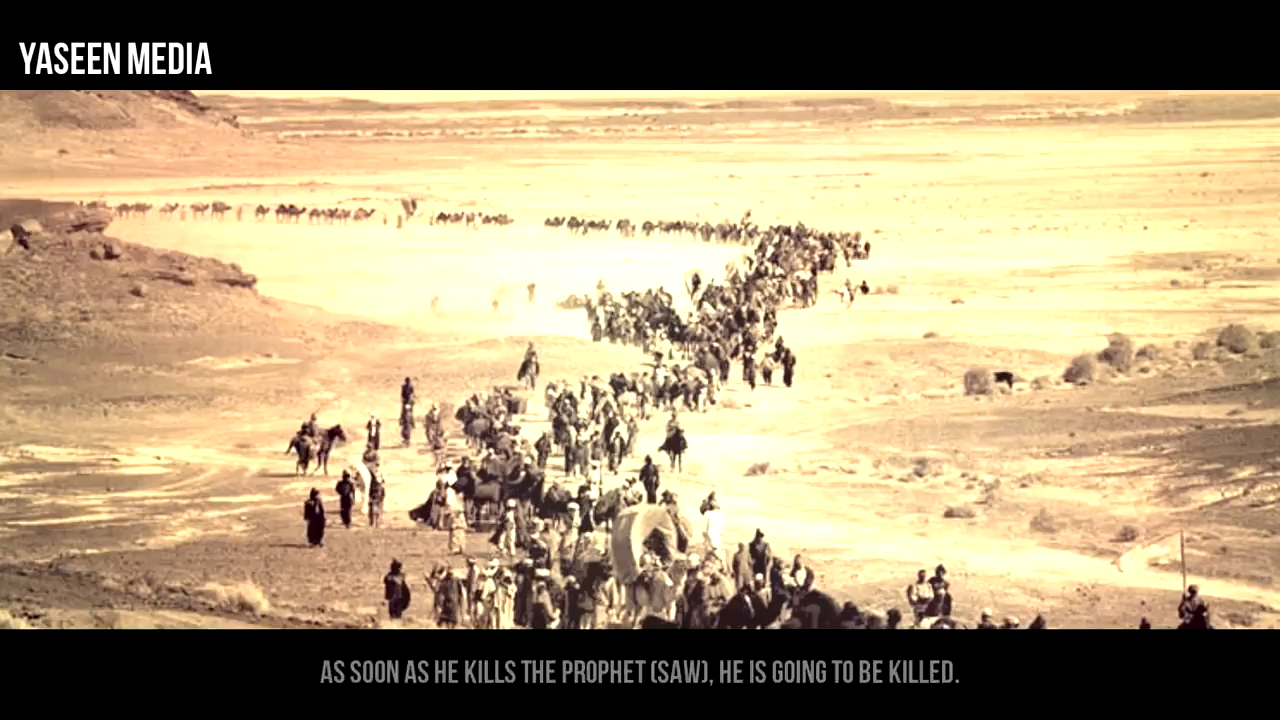 YASEEN MEDIA
AS SOON AS HE KILLS THE PROPHET (SAW), HE IS GOING TO BE KILLED.